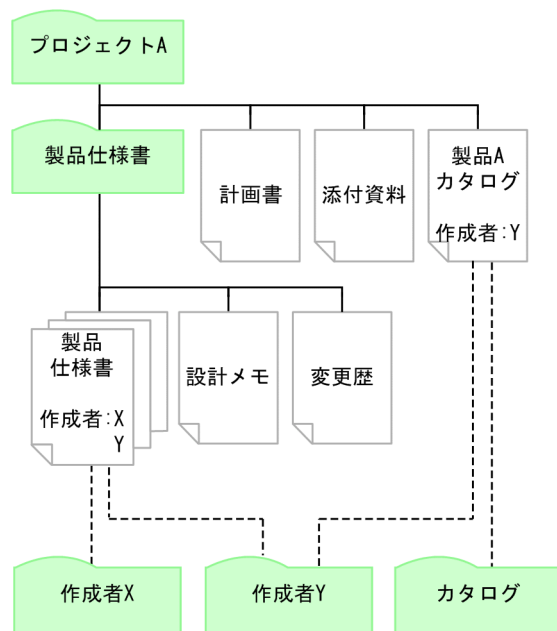 プロジェクトA
製品仕様書
計画書
添付資料
製品A
カタログ
作成者:Y
製品
仕様書
作成者:X
Y
設計メモ
変更歴
作成者X
作成者Y
カタログ